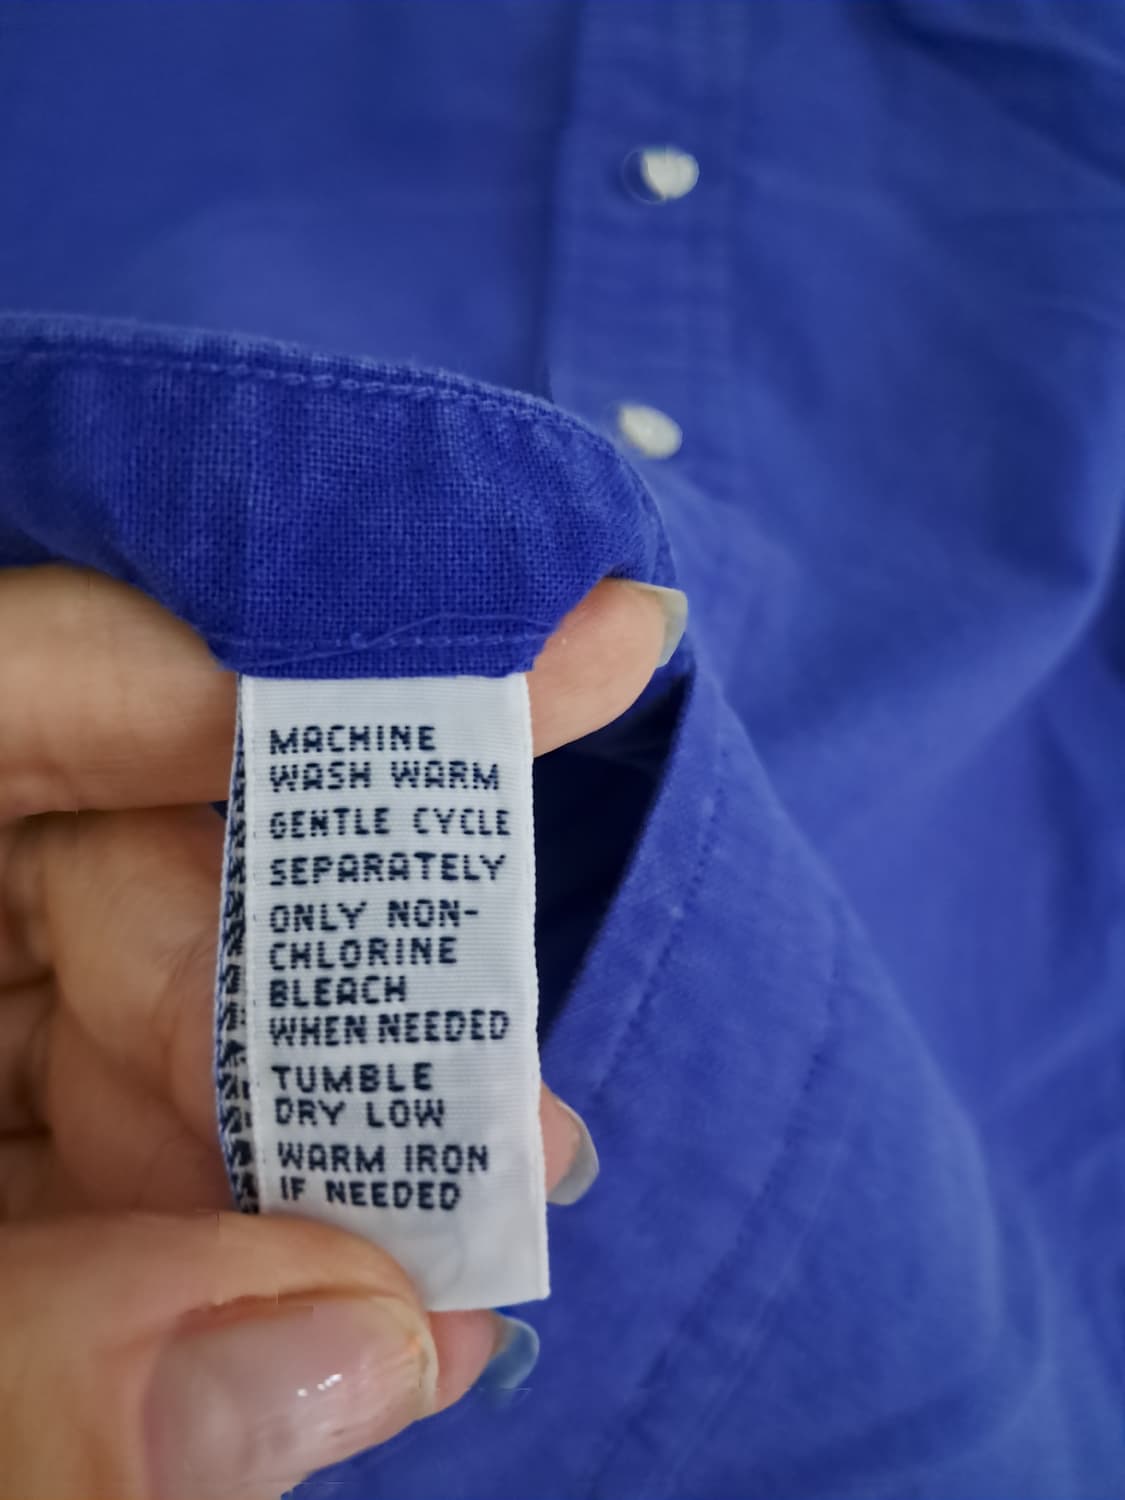 MACHINE
WASH WARM
GENTLE CYCLE
SEPARATELY
ONLY NON-
CHLORINE
BLEACH
WHEN NEEDED
TUMBLE
DRY LOW
WARM IRON
IF NEEDED